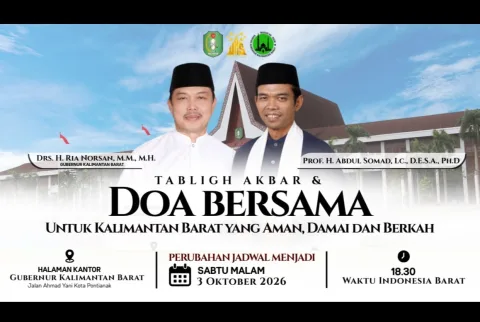 DRS. H. RIA NORSAN, M.M., M.H.
GUBERNUR KALIMANTAN BARAT
PROF. H. ABDUL SOMAD, LC., D.E.S.A., PH.D
TABLIGH AKBAR &
DOA BERSAMA
UNTUK KALIMANTAN BARAT YANG AMAN, DAMAI DAN BERKAH
HALAMAN KANTOR
GUBERNUR KALIMANTAN BARAT
Jalan Ahmad Yani Kota Pontianak
PERUBAHAN JADWAL MENJADI
SABTU MALAM
3 OKTOBER 2026
18.30
WAKTU INDONESIA BARAT